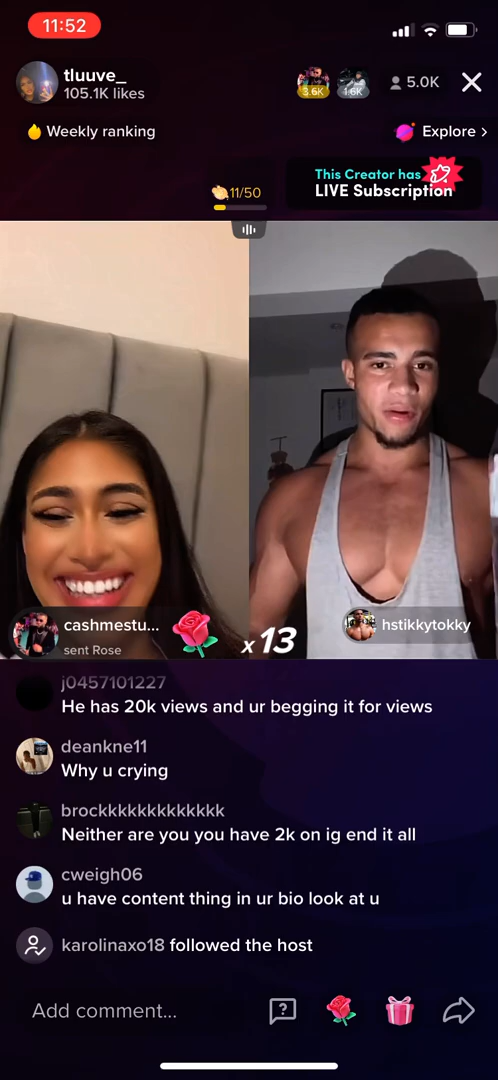 11:52
tluuve_
105.1K likes
3.6K
1.6K
5.0K
Weekly ranking
Explore >
11/50
This Creator has
LIVE Subscription
cashmestu...
sent Rose
x 13
hstikkytokky
j0457101227
He has 20k views and ur begging it for views
deankne11
Why u crying
brockkkkkkkkkkkkk
Neither are you you have 2k on ig end it all
cweigh06
u have content thing in ur bio look at u
karolinaxo18 followed the host
Add comment...